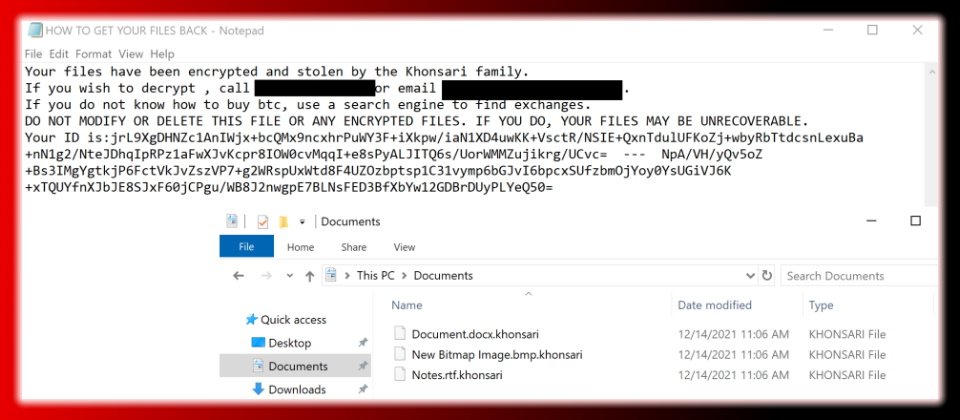 HOW TO GET YOUR FILES BACK - Notepad
File Edit Format View Help
Your files have been encrypted and stolen by the Khonsari family.
If you wish to decrypt , call or email .
If you do not know how to buy btc, use a search engine to find exchanges.
DO NOT MODIFY OR DELETE THIS FILE OR ANY ENCRYPTED FILES. IF YOU DO, YOUR FILES MAY BE UNRECOVERABLE.
Your ID is:jrL9XgDHNZc1AnIWjx+bcQMx9ncxhrPuWY3F+iXkpw/iaN1XD4uwKK+VsctR/NSIE+QxnTdulUFKoZj+wbyRbTtdcsnLexuBa
+nN1g2/NteJDhqIpRPz1aFwXJvKcpr8IOW0cvMqqI+e8sPyALJITQ6s/UorWMMZujikrg/UCvc=  ---  NpA/VH/yQv5oZ
+Bs3IMgYgtkjP6FctVkJvZszVP7+g2WRspUxWtd8F4UZOzbptsp1C31vymp6bGJvI6bpcxSUfzbmOjYoy0YsUGiVJ6K
+xTQUYfnXJbJE8SJxF60jCPgu/WB8J2nwgpE7BLNsFED3BfXbYw12GDBrDUyPLYeQ50=
Documents
File Home Share View
This PC > Documents
Search Documents
Name Date modified Type
Quick access
Desktop
Documents
Downloads
Document.docx.khonsari 12/14/2021 11:06 AM KHONSARI File
New Bitmap Image.bmp.khonsari 12/14/2021 11:06 AM KHONSARI File
Notes.rtf.khonsari 12/14/2021 11:06 AM KHONSARI File